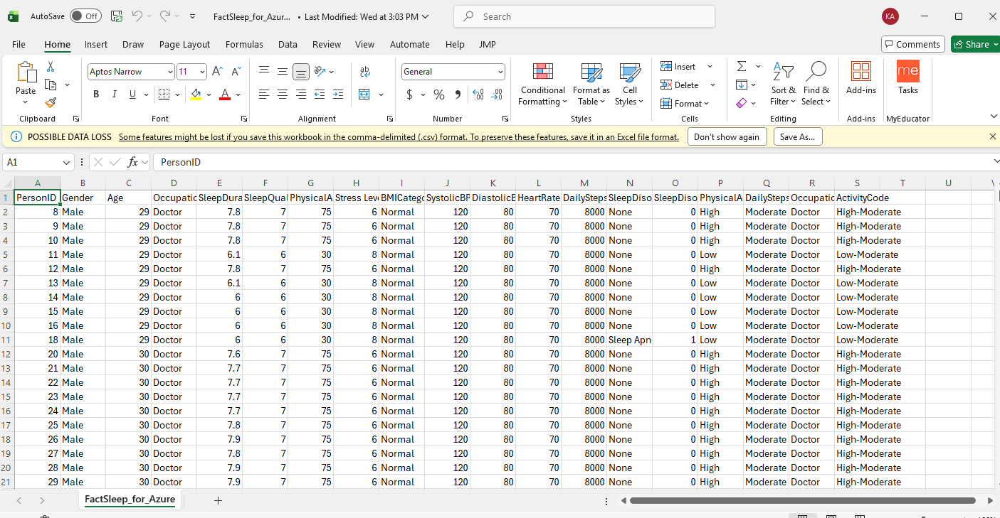 AutoSave Off FactSleep_for_Azur... • Last Modified: Wed at 3:03 PM Search KA
File Home Insert Draw Page Layout Formulas Data Review View Automate Help JMP Comments Share
Paste Aptos Narrow 11 A A ab General Conditional Formatting Format as Table Cell Styles Insert Delete Format Sort & Filter Find & Select Add-ins me Tasks
B I U A $ %
Clipboard Font Alignment Number Styles Cells Editing Add-ins MyEducator
POSSIBLE DATA LOSS Some features might be lost if you save this workbook in the comma-delimited (.csv) format. To preserve these features, save it in an Excel file format. Don't show again Save As...
A1 fx PersonID
A B C D E F G H I J K L M N O P Q R S T U
1 PersonID Gender Age Occupatic SleepDura SleepQual PhysicalA Stress Leve BMICatego SystolicBP DiastolicB HeartRate DailySteps SleepDiso SleepDiso PhysicalA DailySteps Occupatic ActivityCode
2 8 Male 29 Doctor 7.8 7 75 6 Normal 120 80 70 8000 None 0 High Moderate Doctor High-Moderate
3 9 Male 29 Doctor 7.8 7 75 6 Normal 120 80 70 8000 None 0 High Moderate Doctor High-Moderate
4 10 Male 29 Doctor 7.8 7 75 6 Normal 120 80 70 8000 None 0 High Moderate Doctor High-Moderate
5 11 Male 29 Doctor 6.1 6 30 8 Normal 120 80 70 8000 None 0 Low Moderate Doctor Low-Moderate
6 12 Male 29 Doctor 7.8 7 75 6 Normal 120 80 70 8000 None 0 High Moderate Doctor High-Moderate
7 13 Male 29 Doctor 6.1 6 30 8 Normal 120 80 70 8000 None 0 Low Moderate Doctor Low-Moderate
8 14 Male 29 Doctor 6 6 30 8 Normal 120 80 70 8000 None 0 Low Moderate Doctor Low-Moderate
9 15 Male 29 Doctor 6 6 30 8 Normal 120 80 70 8000 None 0 Low Moderate Doctor Low-Moderate
10 16 Male 29 Doctor 6 6 30 8 Normal 120 80 70 8000 None 0 Low Moderate Doctor Low-Moderate
11 18 Male 29 Doctor 6 6 30 8 Normal 120 80 70 8000 Sleep Apn 1 Low Moderate Doctor Low-Moderate
12 20 Male 30 Doctor 7.6 7 75 6 Normal 120 80 70 8000 None 0 High Moderate Doctor High-Moderate
13 21 Male 30 Doctor 7.7 7 75 6 Normal 120 80 70 8000 None 0 High Moderate Doctor High-Moderate
14 22 Male 30 Doctor 7.7 7 75 6 Normal 120 80 70 8000 None 0 High Moderate Doctor High-Moderate
15 23 Male 30 Doctor 7.7 7 75 6 Normal 120 80 70 8000 None 0 High Moderate Doctor High-Moderate
16 24 Male 30 Doctor 7.7 7 75 6 Normal 120 80 70 8000 None 0 High Moderate Doctor High-Moderate
17 25 Male 30 Doctor 7.8 7 75 6 Normal 120 80 70 8000 None 0 High Moderate Doctor High-Moderate
18 26 Male 30 Doctor 7.9 7 75 6 Normal 120 80 70 8000 None 0 High Moderate Doctor High-Moderate
19 27 Male 30 Doctor 7.8 7 75 6 Normal 120 80 70 8000 None 0 High Moderate Doctor High-Moderate
20 28 Male 30 Doctor 7.9 7 75 6 Normal 120 80 70 8000 None 0 High Moderate Doctor High-Moderate
21 29 Male 30 Doctor 7.9 7 75 6 Normal 120 80 70 8000 None 0 High Moderate Doctor High-Moderate
FactSleep_for_Azure